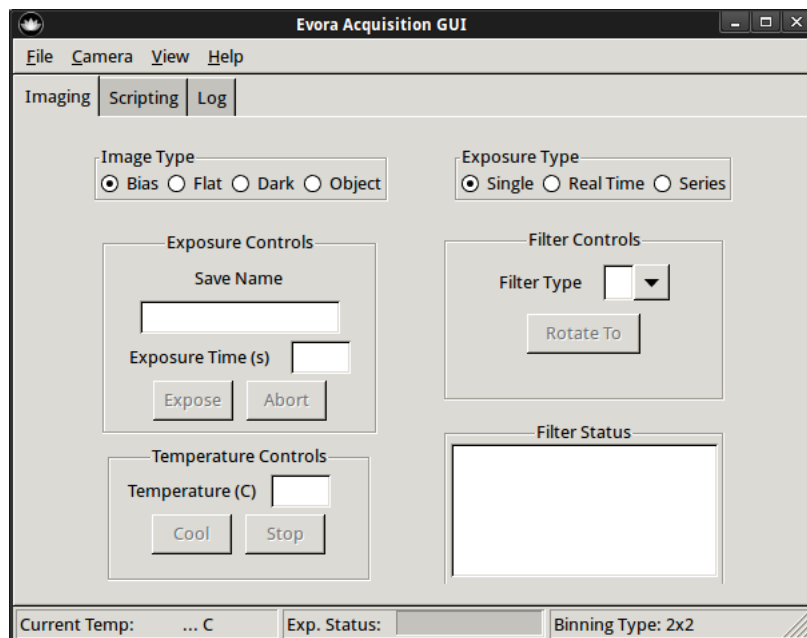 Evora Acquisition GUI
File Camera View Help
Imaging Scripting Log
Image Type
Bias Flat Dark Object
Exposure Type
Single Real Time Series
Exposure Controls
Save Name
Exposure Time (s)
Expose Abort
Filter Controls
Filter Type
Rotate To
Temperature Controls
Temperature (C)
Cool Stop
Filter Status
Current Temp: ... C Exp. Status: Binning Type: 2x2